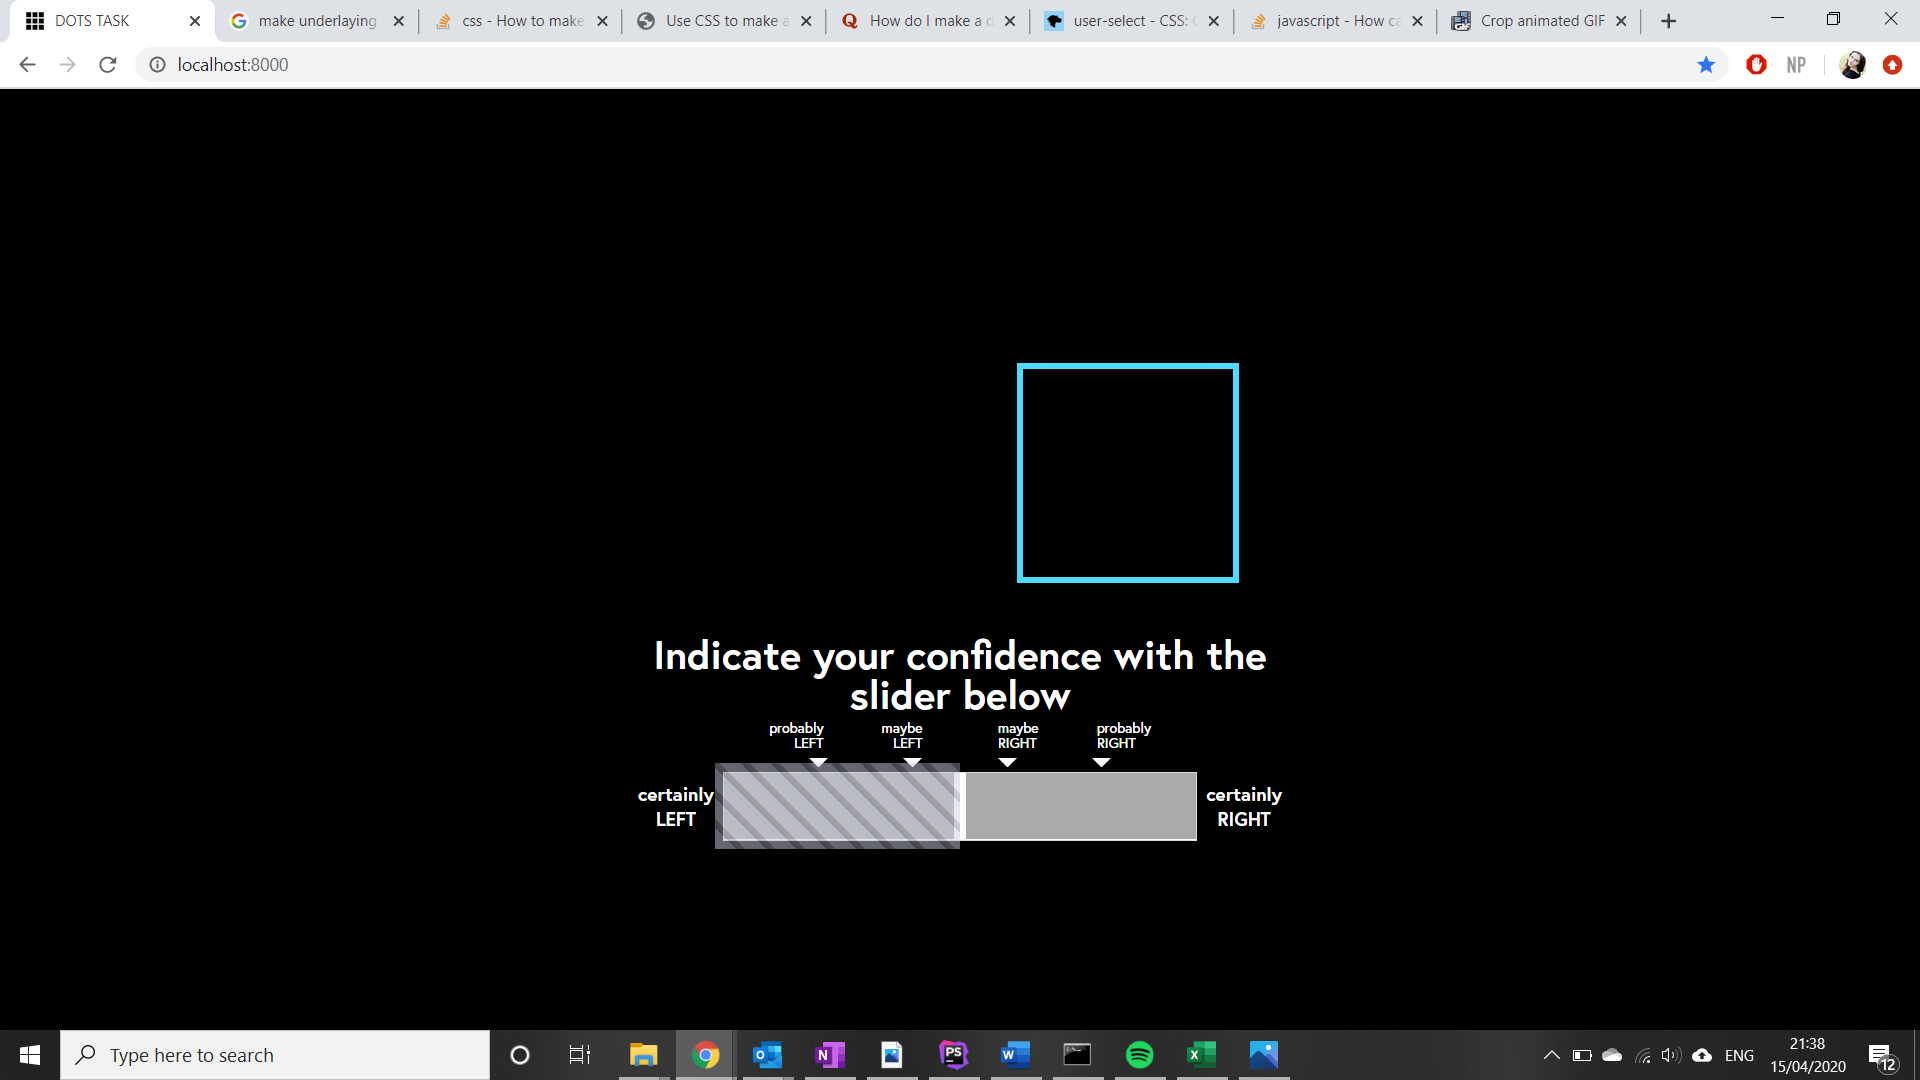 DOTS TASK
make underlaying
css - How to make
Use CSS to make a
How do I make a d
user-select - CSS: C
javascript - How ca
Crop animated GIF
localhost:8000
NP
Indicate your confidence with the
slider below
probably
LEFT
maybe
LEFT
maybe
RIGHT
probably
RIGHT
certainly
LEFT
certainly
RIGHT
Type here to search
ENG
21:38
15/04/2020
12